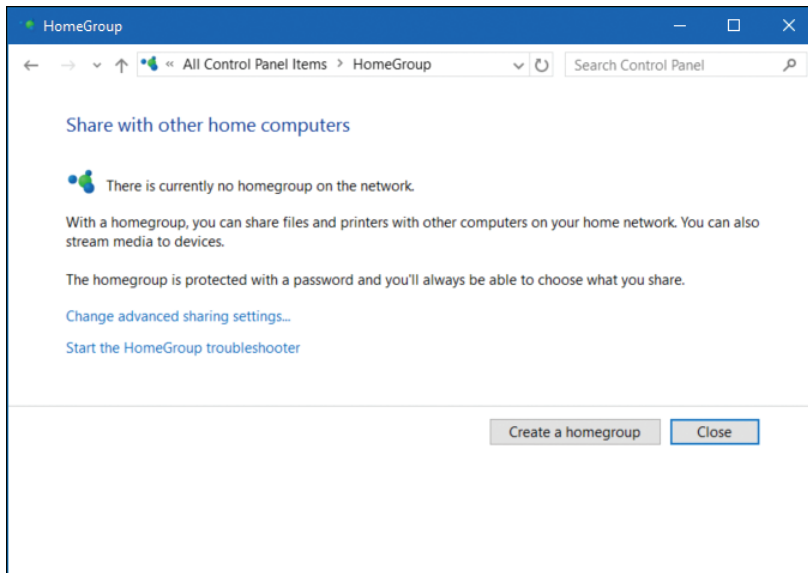 HomeGroup
« All Control Panel Items > HomeGroup
Search Control Panel
Share with other home computers
There is currently no homegroup on the network.
With a homegroup, you can share files and printers with other computers on your home network. You can also
stream media to devices.
The homegroup is protected with a password and you'll always be able to choose what you share.
Change advanced sharing settings...
Start the HomeGroup troubleshooter
Create a homegroup
Close